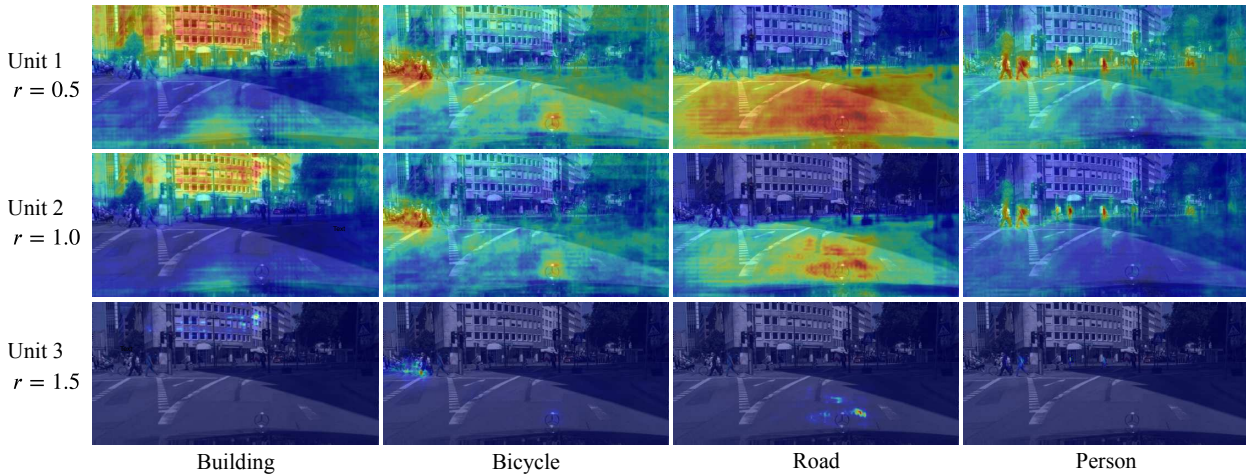 Unit 1
r = 0.5
Unit 2
r = 1.0
Unit 3
r = 1.5
Building Bicycle Road Person